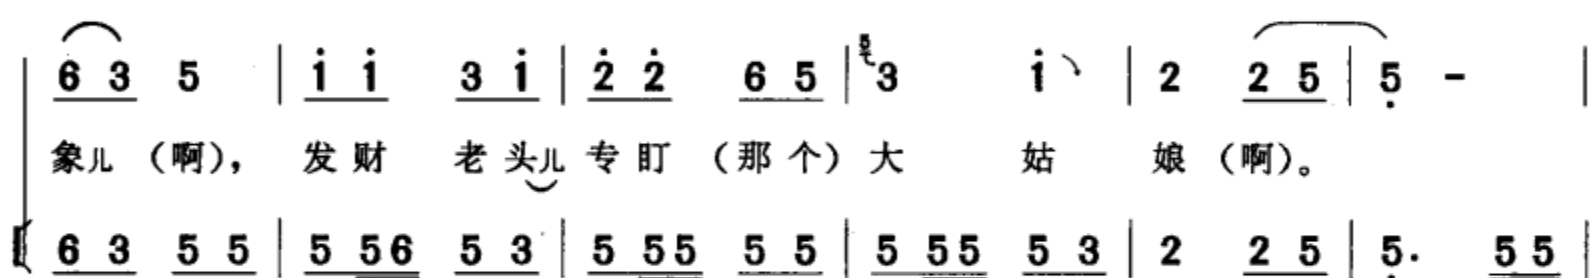 6 3 5 | i i 3 i | 2 2 6 5 | 5 3 i | 2 2 5 | 5 - |
象儿（啊），发财 老头儿 专盯（那个）大 姑 娘（啊）。
6 3 5 5 | 5 56 5 3 | 5 55 5 5 | 5 55 5 3 | 2 2 5 | 5. 55 |